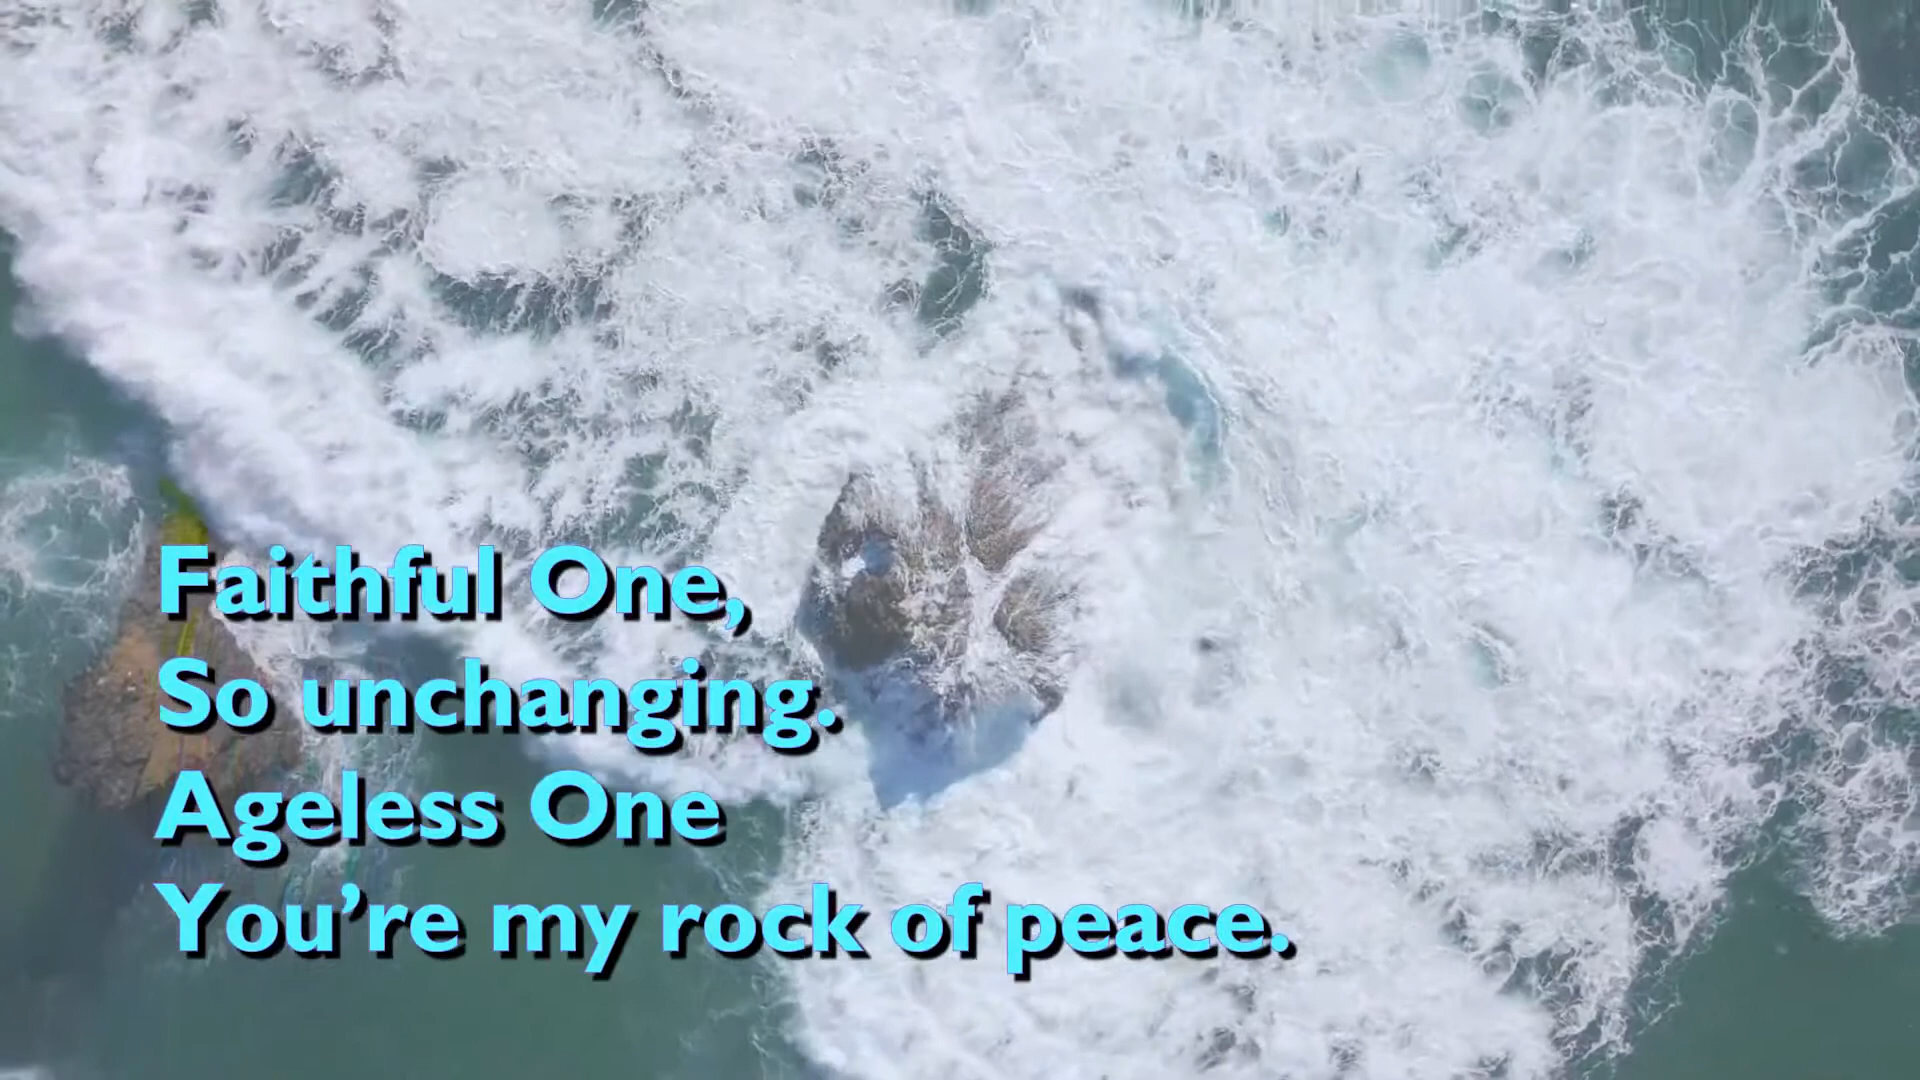 Faithful One,
So unchanging.
Ageless One
You’re my rock of peace.